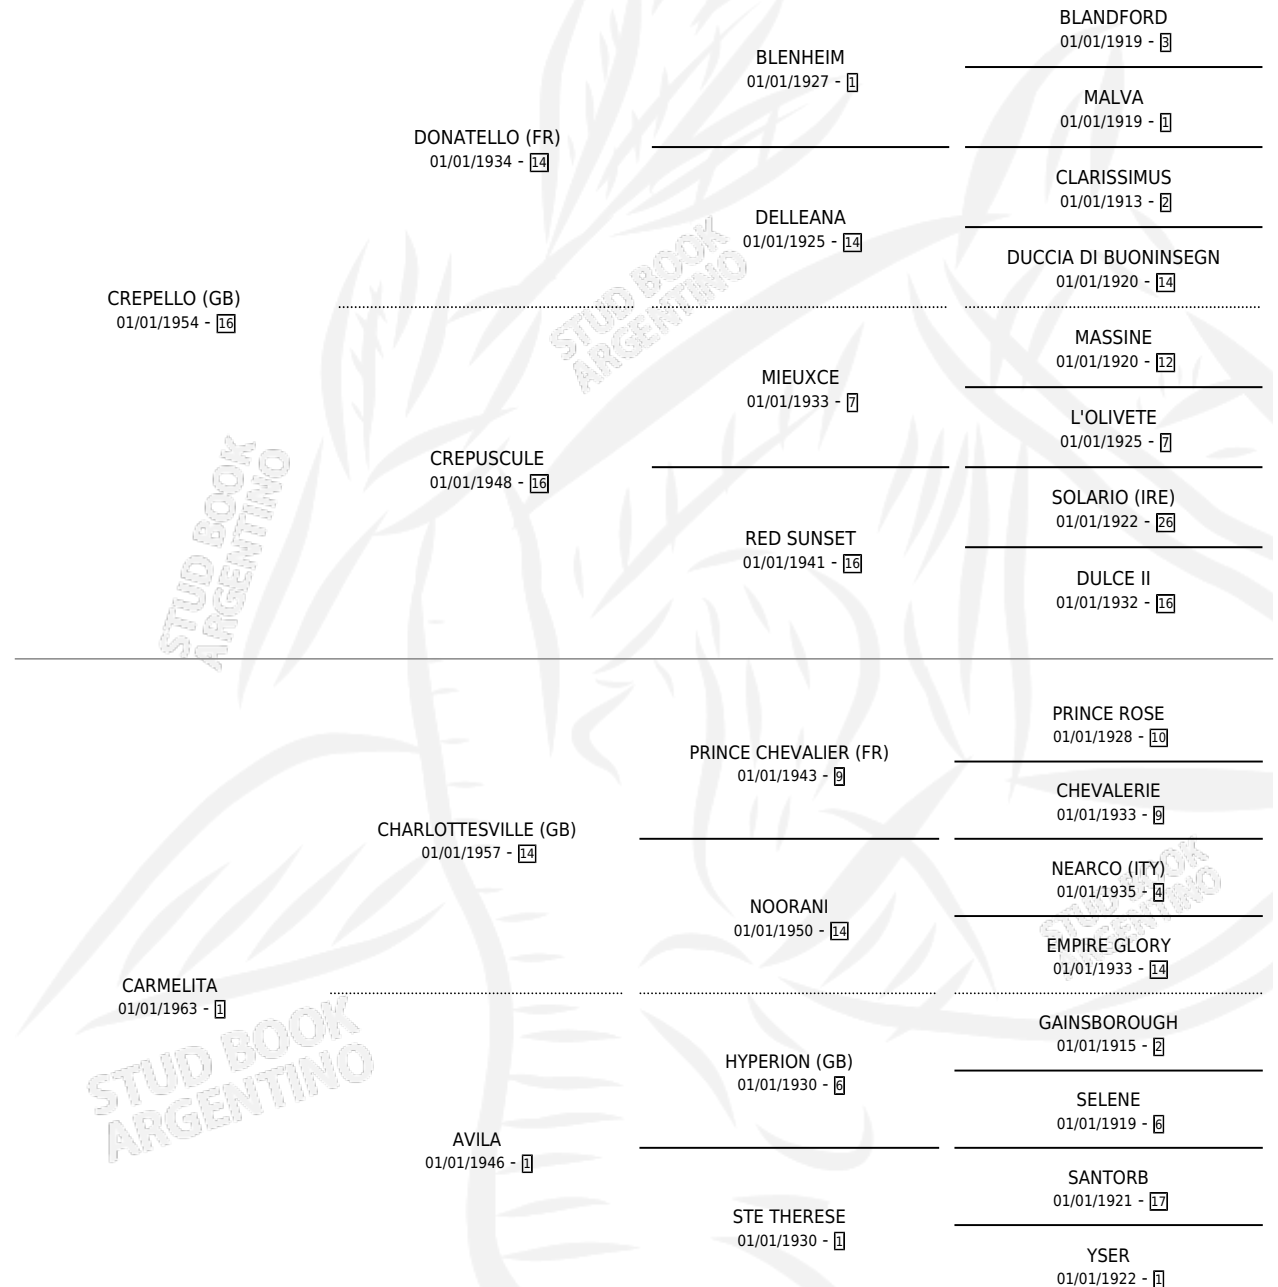 BLANDFORD
01/01/1919 - 3
BLENHEIM
01/01/1927 - 1
MALVA
01/01/1919 - 1
DONATELLO (FR)
01/01/1934 - 14
CLARISSIMUS
01/01/1913 - 2
DELLEANA
01/01/1925 - 14
DUCCIA DI BUONINSEGN
01/01/1920 - 14
CREPELLO (GB)
01/01/1954 - 16
STUD BOOK
ARGENTINO
MASSINE
01/01/1920 - 12
MIEUXCE
01/01/1933 - 7
L'OLIVETE
01/01/1925 - 7
CREPUSCULE
01/01/1948 - 16
SOLARIO (IRE)
01/01/1922 - 26
RED SUNSET
01/01/1941 - 16
DULCE II
01/01/1932 - 16
STUD BOOK
ARGENTINO
PRINCE ROSE
01/01/1928 - 10
PRINCE CHEVALIER (FR)
01/01/1943 - 9
CHEVALERIE
01/01/1933 - 9
CHARLOTTESVILLE (GB)
01/01/1957 - 14
NEARCO (ITY)
01/01/1935 - 4
STUD BOOK
ARGENTINO
NOORANI
01/01/1950 - 14
EMPIRE GLORY
01/01/1933 - 14
CARMELITA
01/01/1963 - 1
STUD BOOK
ARGENTINO
GAINSBOROUGH
01/01/1915 - 2
HYPERION (GB)
01/01/1930 - 6
SELENE
01/01/1919 - 6
AVILA
01/01/1946 - 1
SANTORB
01/01/1921 - 17
STE THERESE
01/01/1930 - 1
YSER
01/01/1922 - 1